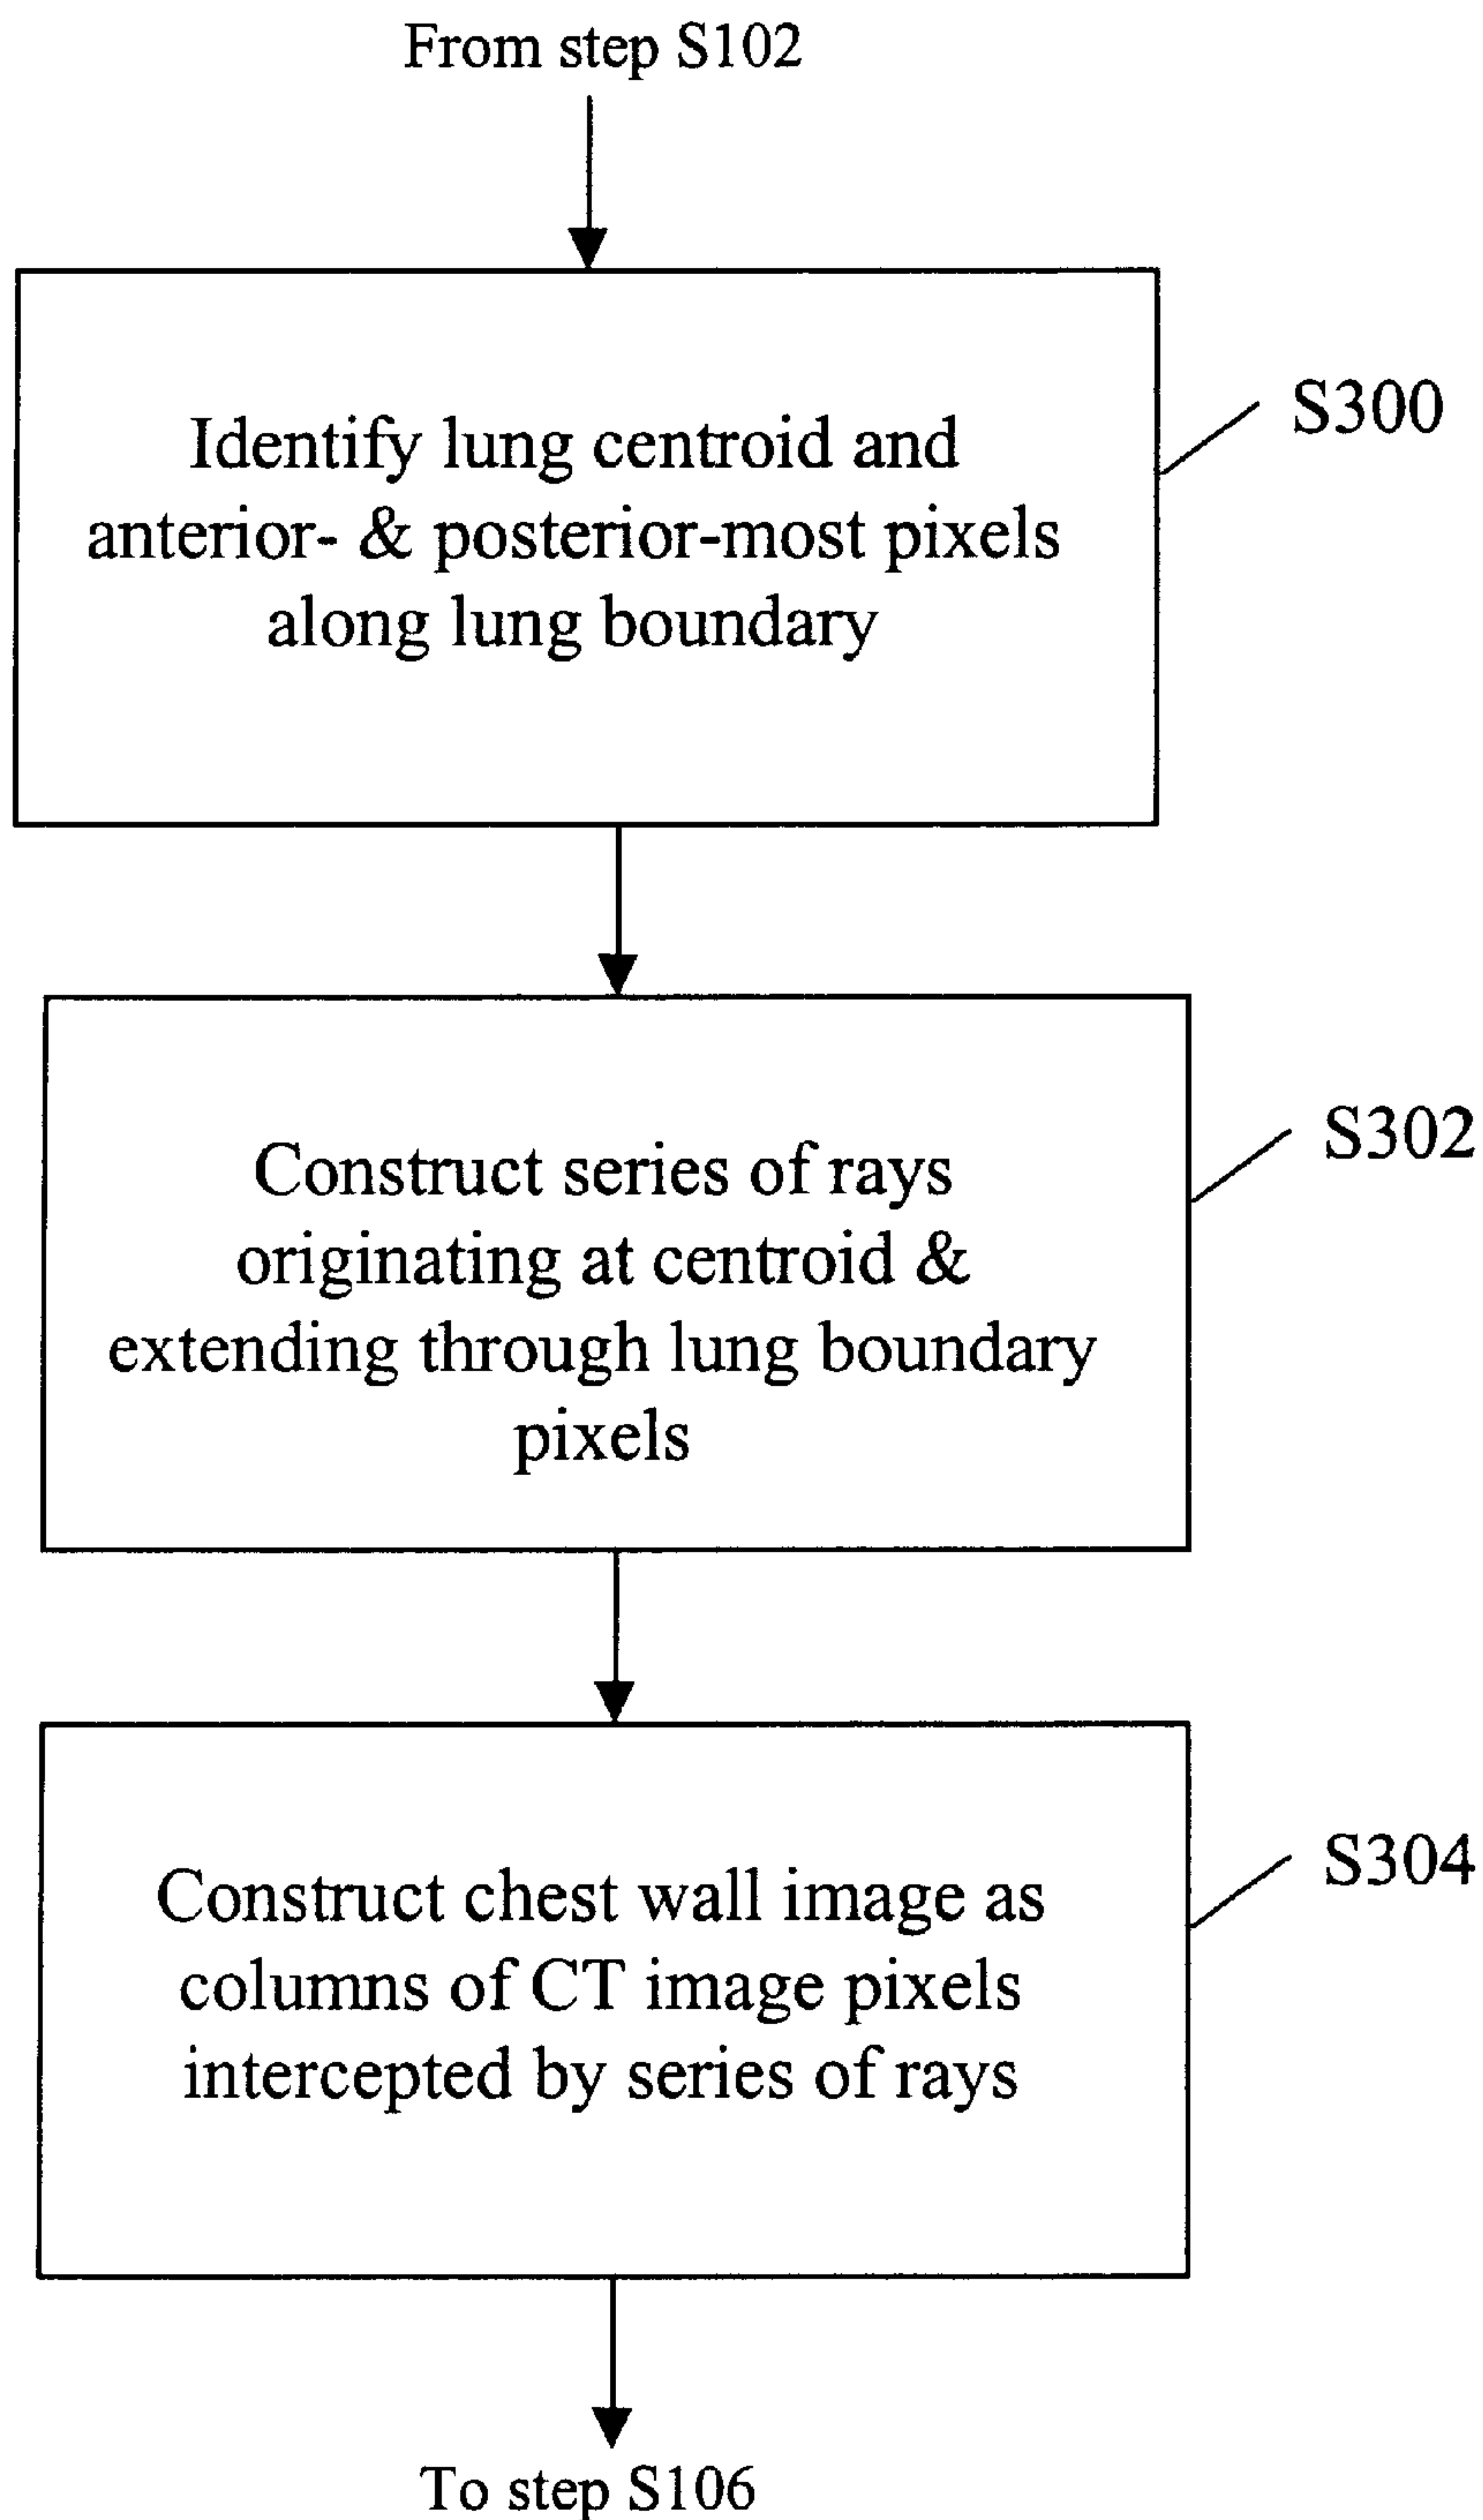 From step S102
Identify lung centroid and
anterior- & posterior-most pixels
along lung boundary
S300
Construct series of rays
originating at centroid &
extending through lung boundary
pixels
S302
Construct chest wall image as
columns of CT image pixels
intercepted by series of rays
S304
To step S106